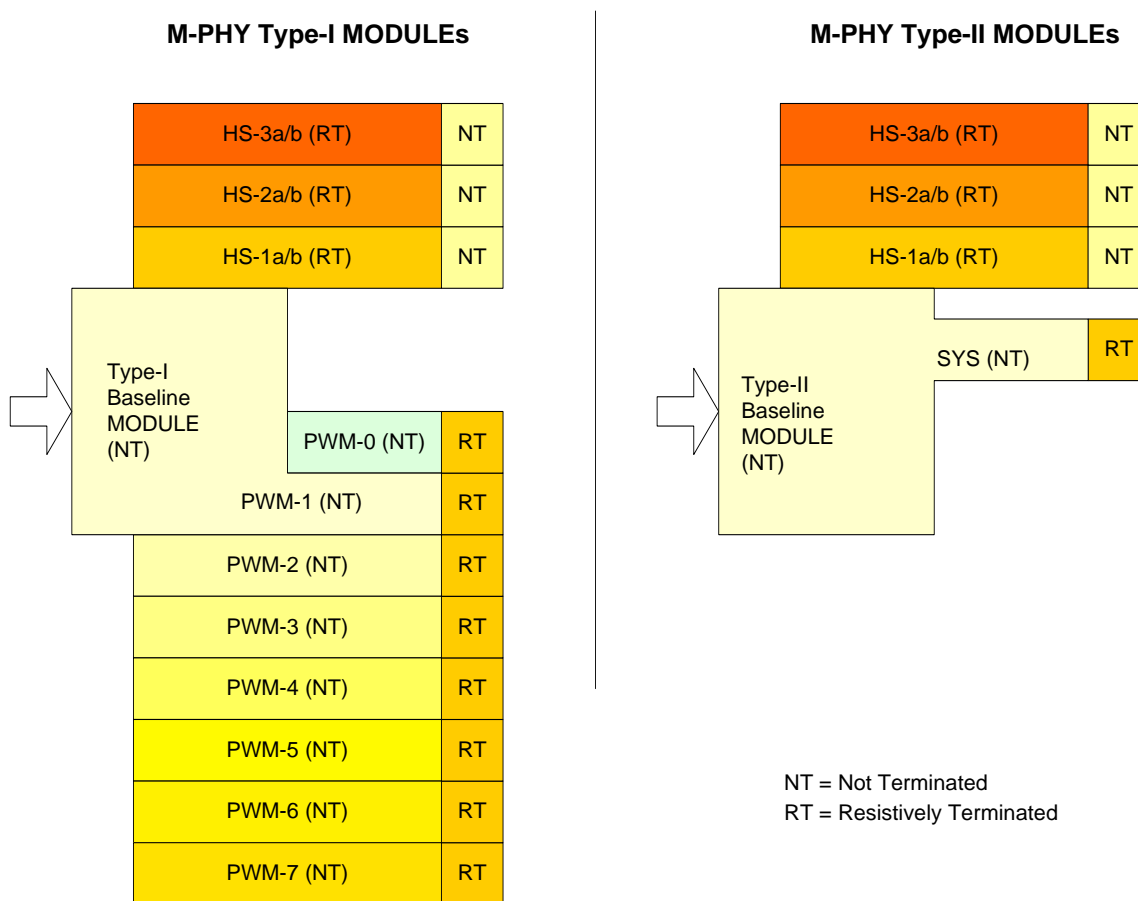 M-PHY Type-I MODULEs
HS-3a/b (RT) NT
HS-2a/b (RT) NT
HS-1a/b (RT) NT
Type-I
Baseline
MODULE
(NT)
PWM-0 (NT) RT
PWM-1 (NT) RT
PWM-2 (NT) RT
PWM-3 (NT) RT
PWM-4 (NT) RT
PWM-5 (NT) RT
PWM-6 (NT) RT
PWM-7 (NT) RT
M-PHY Type-II MODULEs
HS-3a/b (RT) NT
HS-2a/b (RT) NT
HS-1a/b (RT) NT
SYS (NT) RT
Type-II
Baseline
MODULE
(NT)
NT = Not Terminated
RT = Resistively Terminated